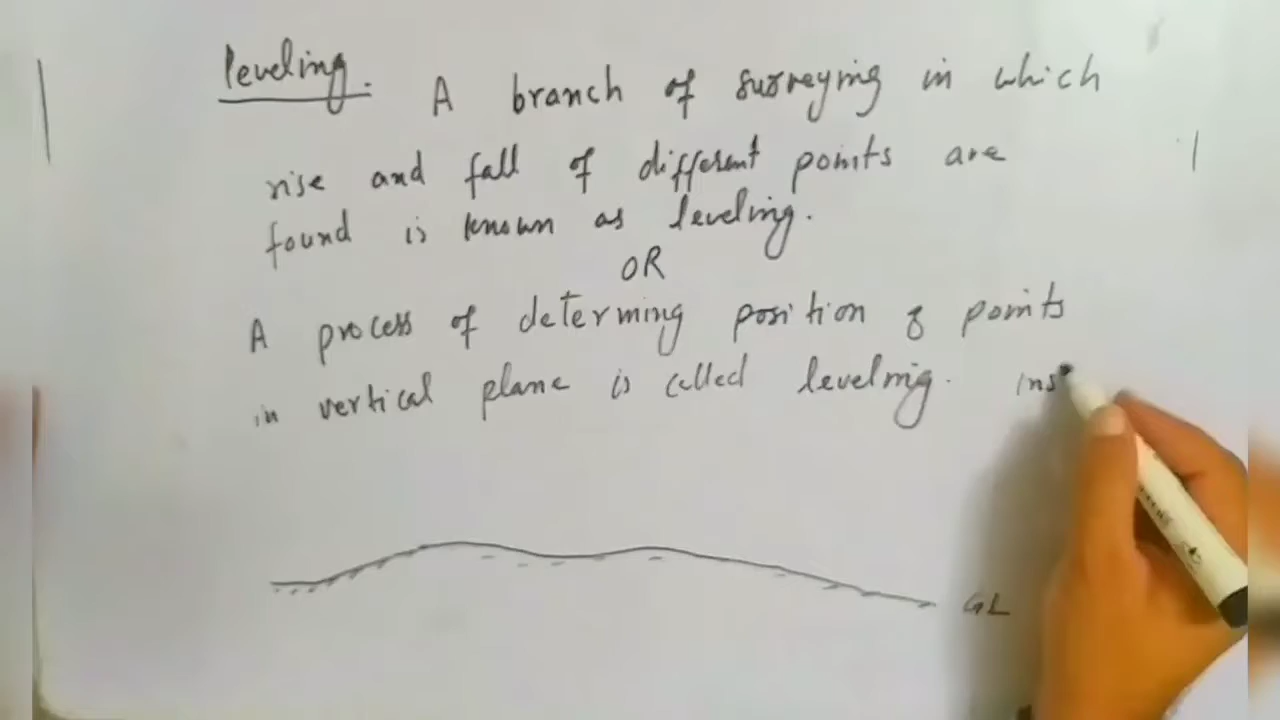 leveling. A branch of surveying in which
rise and fall of different points are
found is known as leveling.
OR
A process of determing position of points
in vertical plane is called leveling. ins
GL